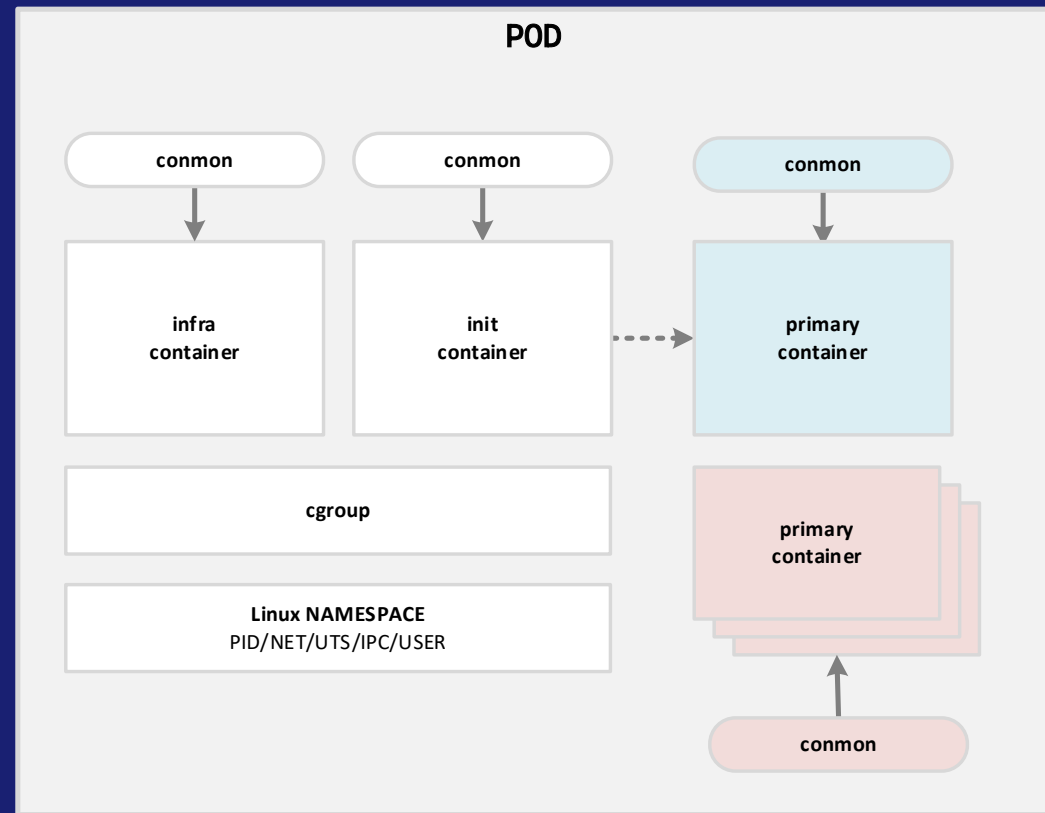 POD
conmon
conmon
conmon
infra
container
init
container
primary
container
cgroup
primary
container
Linux NAMESPACE
PID/NET/UTS/IPC/USER
conmon